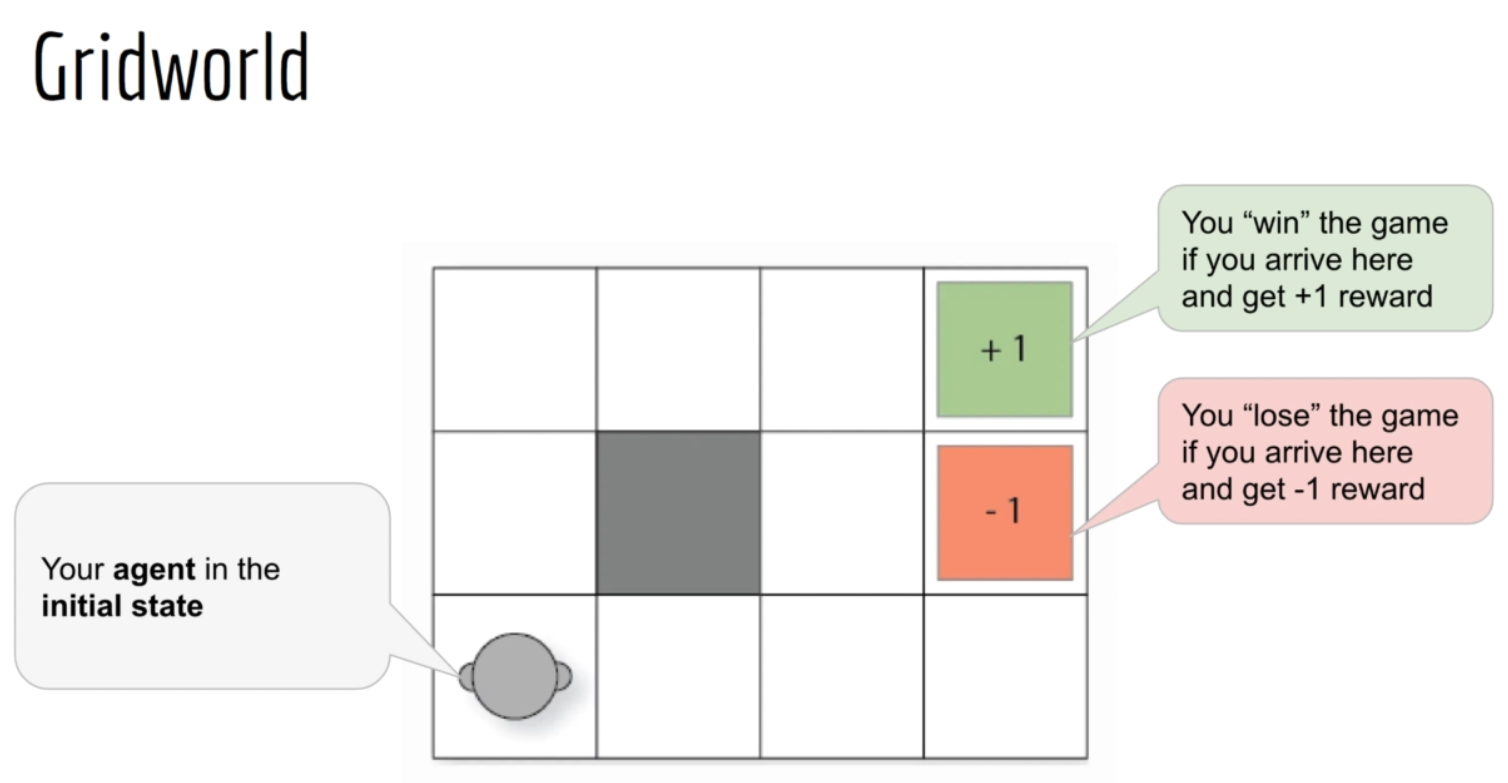 Gridworld
You “win” the game
if you arrive here
and get +1 reward
+ 1
You “lose” the game
if you arrive here
and get -1 reward
- 1
Your agent in the
initial state